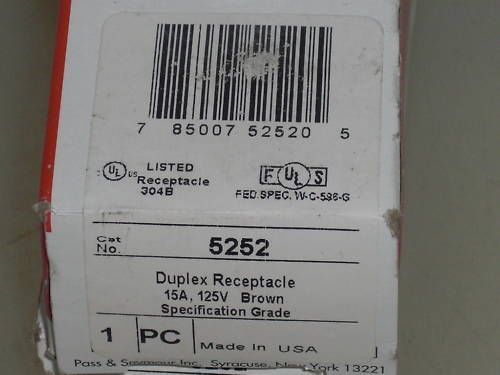 7 85007 52520 5
UL US LISTED
Receptacle
304B
F UL S
FED. SPEC. W-C-596-G
Cat
No. 5252
Duplex Receptacle
15A, 125V Brown
Specification Grade
1 PC Made In USA
Pass & Seymour Inc. Syracuse, New York 13221